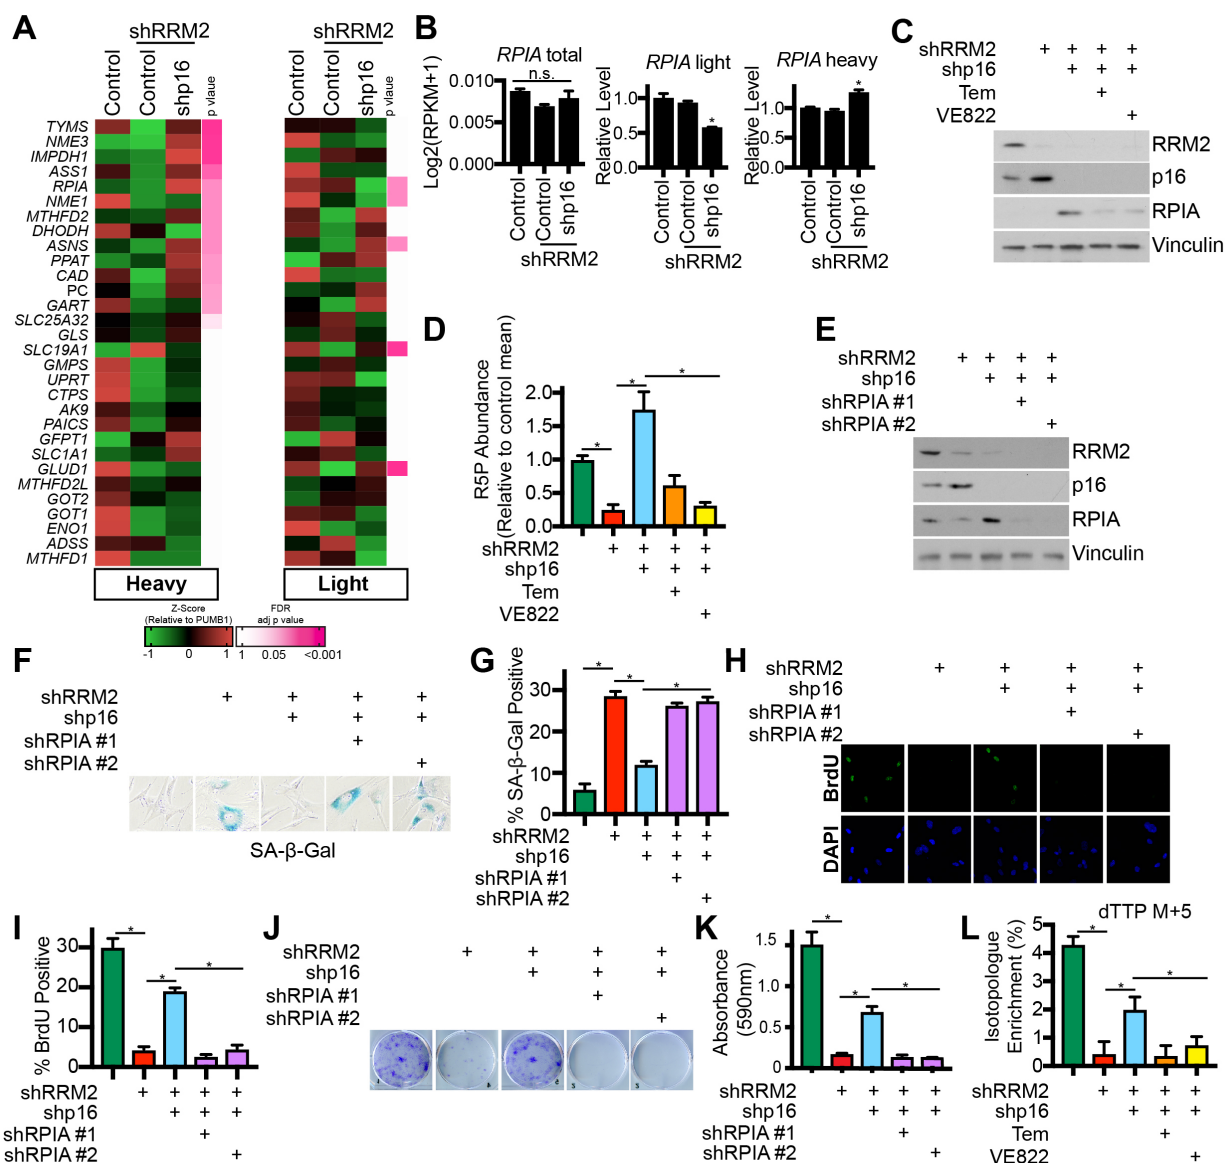 A
shRRM2
Control
Control
shp16
p vlaue
shRRM2
Control
Control
shp16
p vlaue
TYMS
NME3
IMPDH1
ASS1
RPIA
NME1
MTHFD2
DHODH
ASNS
PPAT
CAD
PC
GART
SLC25A32
GLS
SLC19A1
GMPS
UPRT
CTPS
AK9
PAICS
GFPT1
SLC1A1
GLUD1
MTHFD2L
GOT2
GOT1
ENO1
ADSS
MTHFD1
Heavy
Light
Z-Score
(Relative to PUMB1)
FDR
adj p value
-1 0 1 1 0.05 <0.001
B
RPIA total
n.s.
Log2(RPKM+1)
0.010
0.005
0.000
Control
Control
shp16
shRRM2
RPIA light
Relative Level
1.0
0.5
0.0
*
Control
Control
shp16
shRRM2
RPIA heavy
Relative Level
1.0
0.5
0.0
*
Control
Control
shp16
shRRM2
C
shRRM2 + + + +
shp16 + + +
Tem +
VE822 +
RRM2
p16
RPIA
Vinculin
D
R5P Abundance
(Relative to control mean)
2.0
1.0
0.5
0.0
* * *
shRRM2 + + + +
shp16 + + +
Tem +
VE822 +
E
shRRM2 + + + +
shp16 + + +
shRPIA #1 +
shRPIA #2 +
RRM2
p16
RPIA
Vinculin
F
shRRM2 + + + +
shp16 + + +
shRPIA #1 +
shRPIA #2 +
SA-β-Gal
G
% SA-β-Gal Positive
30
20
10
0
* * *
shRRM2 + + + +
shp16 + + +
shRPIA #1 +
shRPIA #2 +
H
shRRM2 + + + +
shp16 + + +
shRPIA #1 +
shRPIA #2 +
BrdU
DAPI
I
% BrdU Positive
30
20
10
0
* * *
shRRM2 + + + +
shp16 + + +
shRPIA #1 +
shRPIA #2 +
J
shRRM2 + + + +
shp16 + + +
shRPIA #1 +
shRPIA #2 +
K
Absorbance
(590nm)
1.5
1.0
0.5
0
* * *
shRRM2 + + + +
shp16 + + +
shRPIA #1 +
shRPIA #2 +
L
dTTP M+5
Isotopologue
Enrichment (%)
5
4
3
2
1
0
* * *
shRRM2 + + + +
shp16 + + +
Tem +
VE822 +